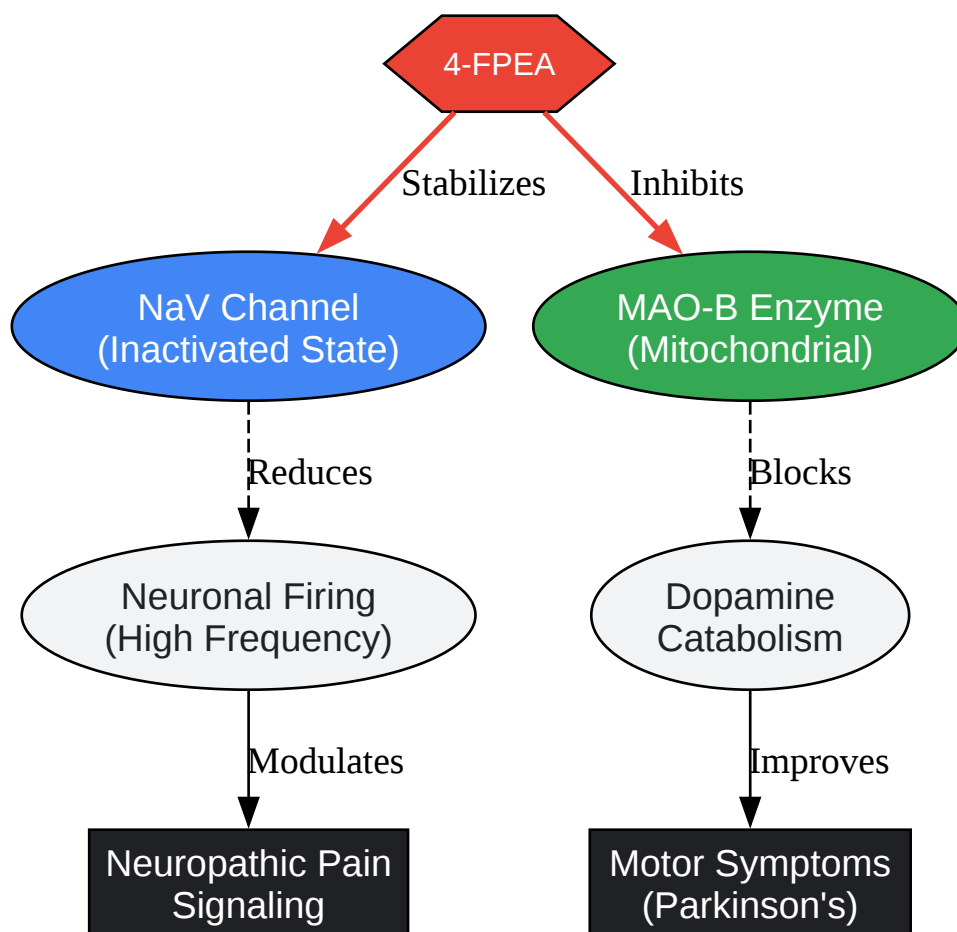 4-FPEA
Stabilizes
Inhibits
NaV Channel
(Inactivated State)
MAO-B Enzyme
(Mitochondrial)
Reduces
Blocks
Neuronal Firing
(High Frequency)
Dopamine
Catabolism
Modulates
Improves
Neuropathic Pain
Signaling
Motor Symptoms
(Parkinson's)